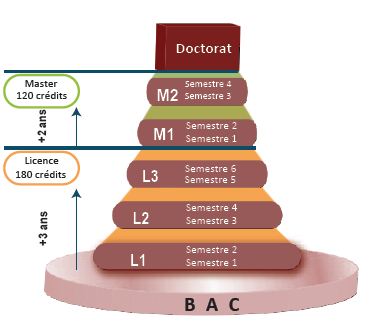 Doctorat
Master
120 crédits
M2
Semestre 4
Semestre 3
+2 ans
M1
Semestre 2
Semestre 1
Licence
180 crédits
L3
Semestre 6
Semestre 5
+3 ans
L2
Semestre 4
Semestre 3
L1
Semestre 2
Semestre 1
B A C